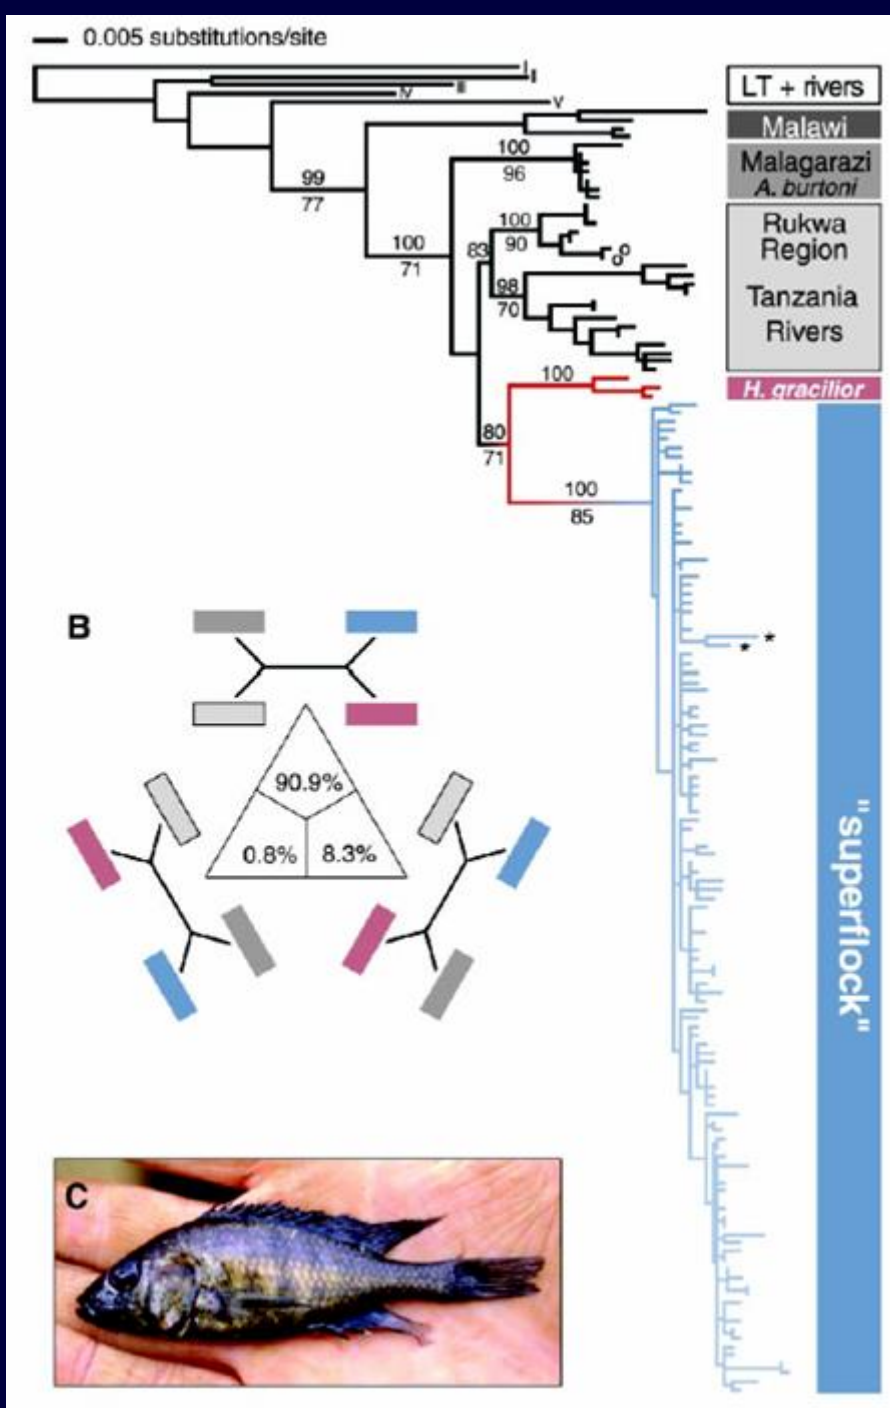 0.005 substitutions/site
I
II
III
IV
V
LT + rivers
Malawi
Malagarazi
A. burtoni
Rukwa
Region
Tanzania
Rivers
H. gracilior
"superflock"
99
77
100
71
100
96
83
100
90
98
70
80
71
100
100
85
*
*
B
90.9%
0.8%
8.3%
C